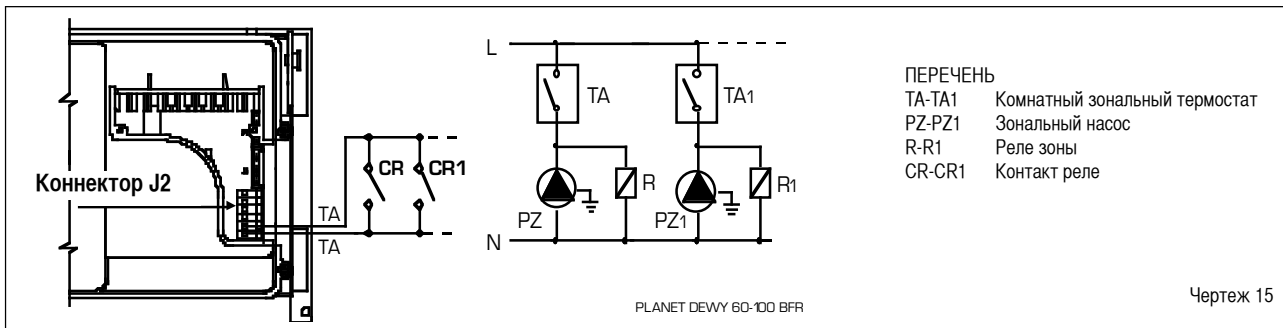 Коннектор J2
CR CR1
TA
TA
L
TA TA1
R R1
PZ PZ1
N
PLANET DEWY 60-100 BFR
ПЕРЕЧЕНЬ
TA-TA1 Комнатный зональный термостат
PZ-PZ1 Зональный насос
R-R1 Реле зоны
CR-CR1 Контакт реле
Чертеж 15